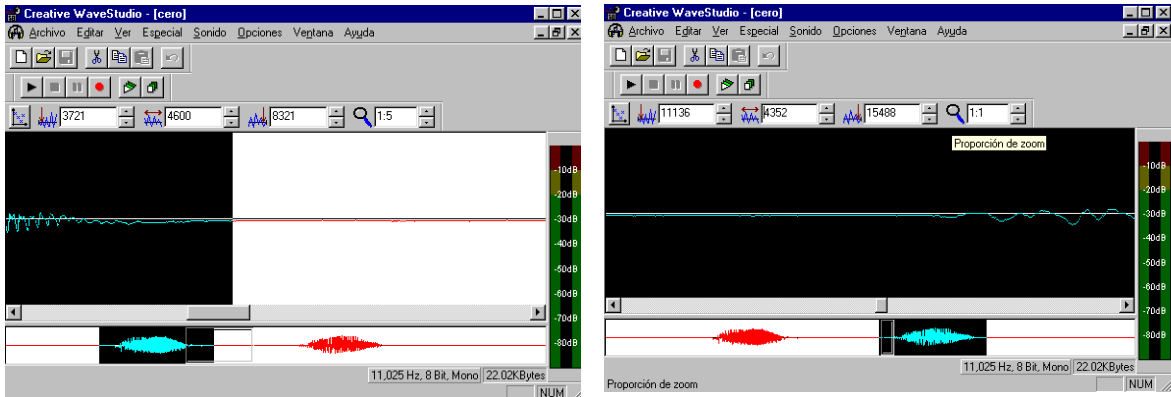 Creative WaveStudio - [cero]
Archivo Egitar Ver Especial Sonido Opciones Ventana Ayuda
3721 4600 8321 1:5
-10dB
-20dB
-30dB
-40dB
-50dB
-60dB
-70dB
-80dB
11,025 Hz, 8 Bit, Mono 22.02KBytes
NUM
Creative WaveStudio - [cero]
Archivo Egitar Ver Especial Sonido Opciones Ventana Ayuda
11136 4352 15488 1:1
Proporción de zoom
-10dB
-20dB
-30dB
-40dB
-50dB
-60dB
-70dB
-80dB
11,025 Hz, 8 Bit, Mono 22.02KBytes
Proporción de zoom NUM